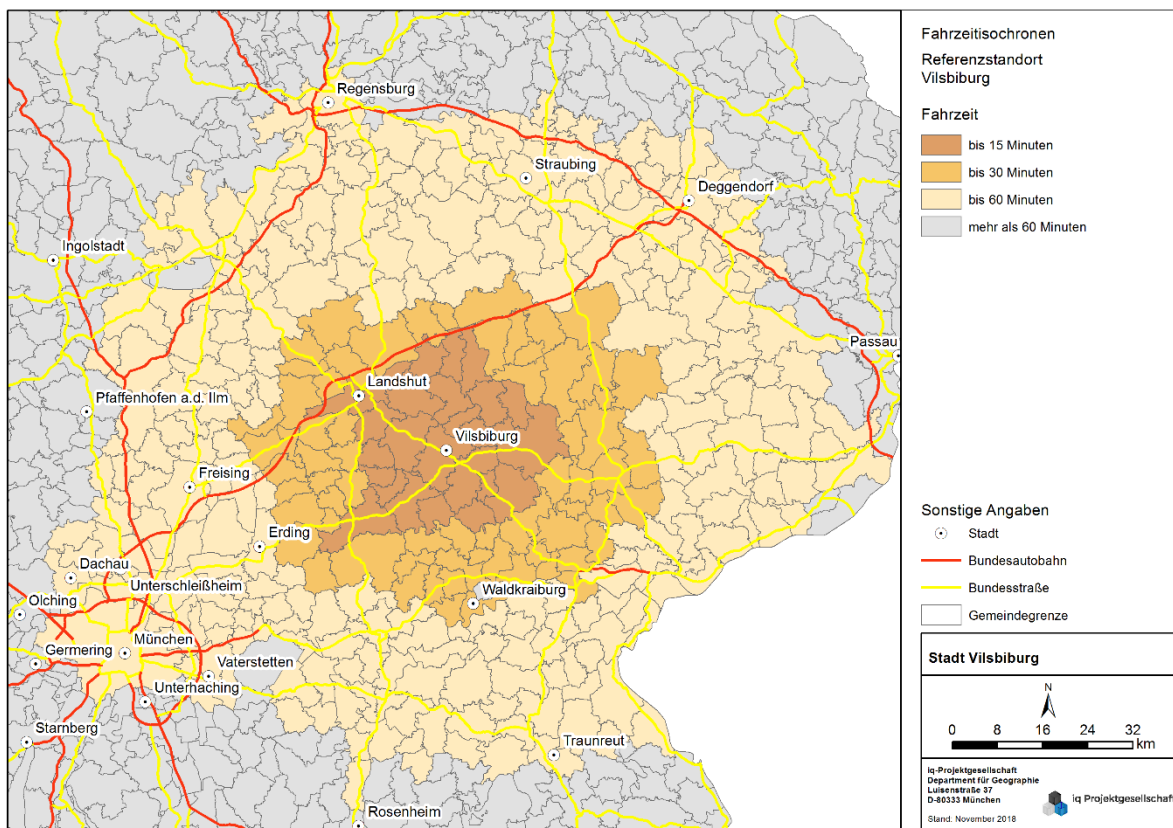 Regensburg
Straubing
Deggendorf
Ingolstadt
Passau
Landshut
Pfaffenhofen a.d. Ilm
Vilsbiburg
Freising
Erding
Dachau
Unterschleißheim
Waldkraiburg
Olching
München
Germering
Vaterstetten
Unterhaching
Starnberg
Traunreut
Rosenheim
Fahrzeitisochronen
Referenzstandort
Vilsbiburg
Fahrzeit
bis 15 Minuten
bis 30 Minuten
bis 60 Minuten
mehr als 60 Minuten
Sonstige Angaben
Stadt
Bundesautobahn
Bundesstraße
Gemeindegrenze
Stadt Vilsbiburg
N
0 8 16 24 32
km
iq-Projektgesellschaft
Department für Geographie
Luisenstraße 37
D-80333 München
Stand: November 2018
iq Projektgesellschaft